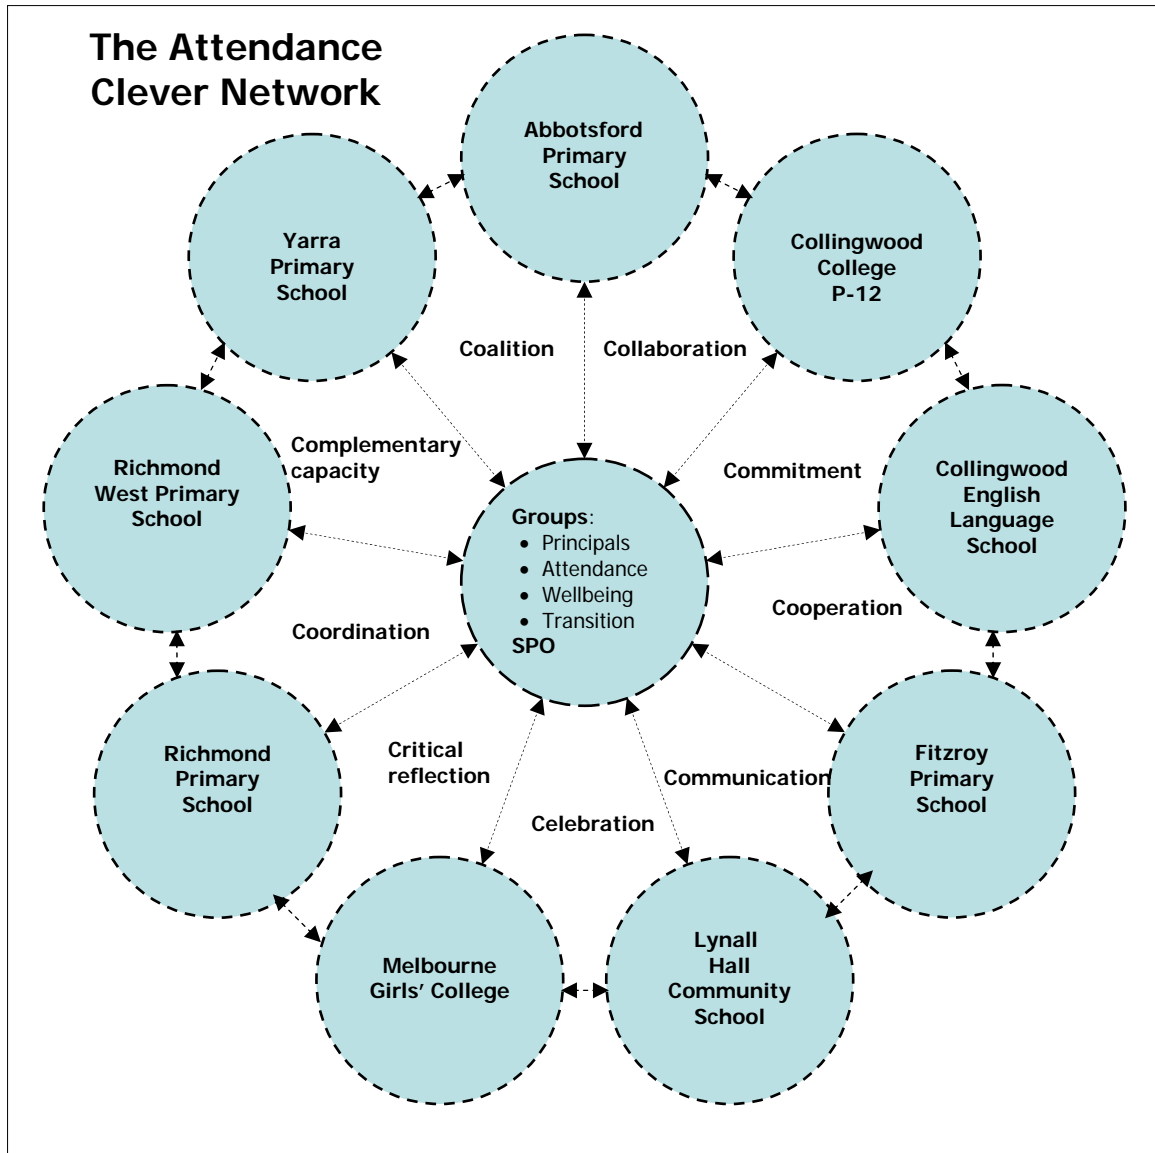 The Attendance
Clever Network
Abbotsford
Primary
School
Yarra
Primary
School
Collingwood
College
P-12
Coalition
Collaboration
Complementary
capacity
Commitment
Richmond
West Primary
School
Collingwood
English
Language
School
Groups:
• Principals
• Attendance
• Wellbeing
• Transition
SPO
Coordination
Cooperation
Richmond
Primary
School
Critical
reflection
Communication
Fitzroy
Primary
School
Celebration
Melbourne
Girls’ College
Lynall
Hall
Community
School